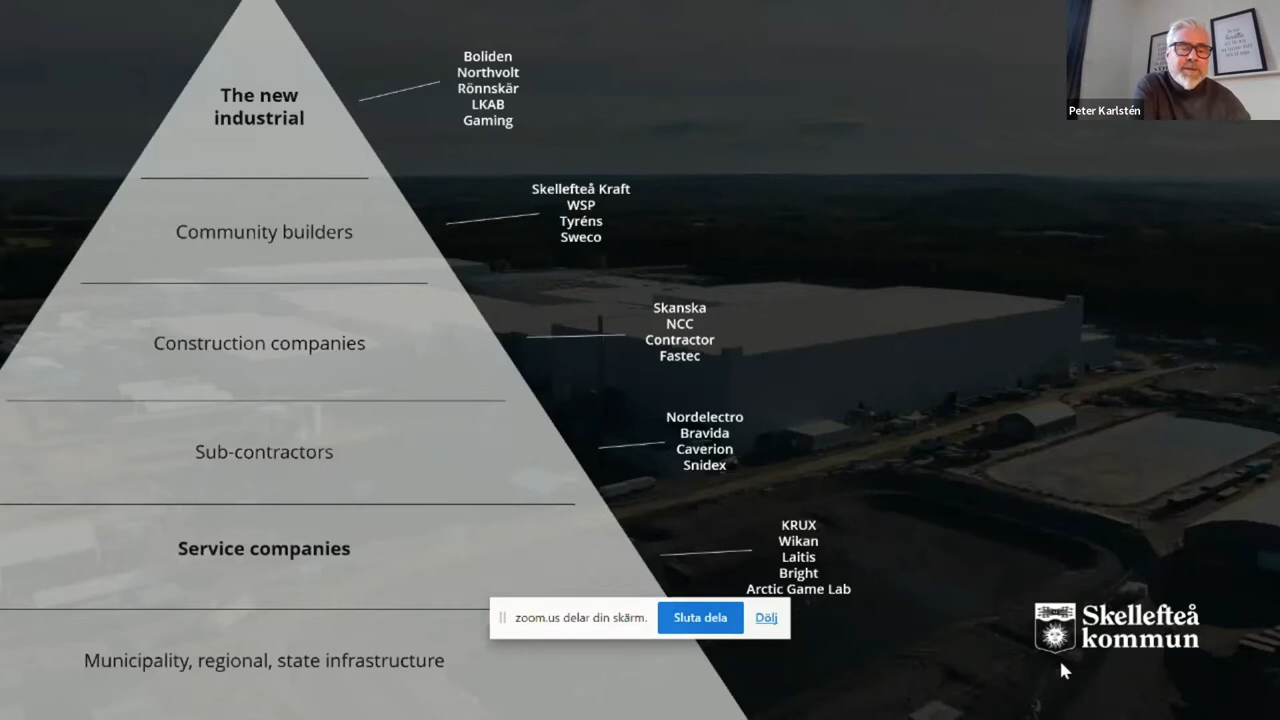 The new
industrial
Boliden
Northvolt
Rönnskär
LKAB
Gaming
Peter Karlstén
Community builders
Skellefteå Kraft
WSP
Tyréns
Sweco
Construction companies
Skanska
NCC
Contractor
Fastec
Sub-contractors
Nordelectro
Bravida
Caverion
Snidex
Service companies
KRUX
Wikan
Laitis
Bright
Arctic Game Lab
zoom.us delar din skärm. Sluta dela Dölj
Municipality, regional, state infrastructure
Skellefteå
kommun